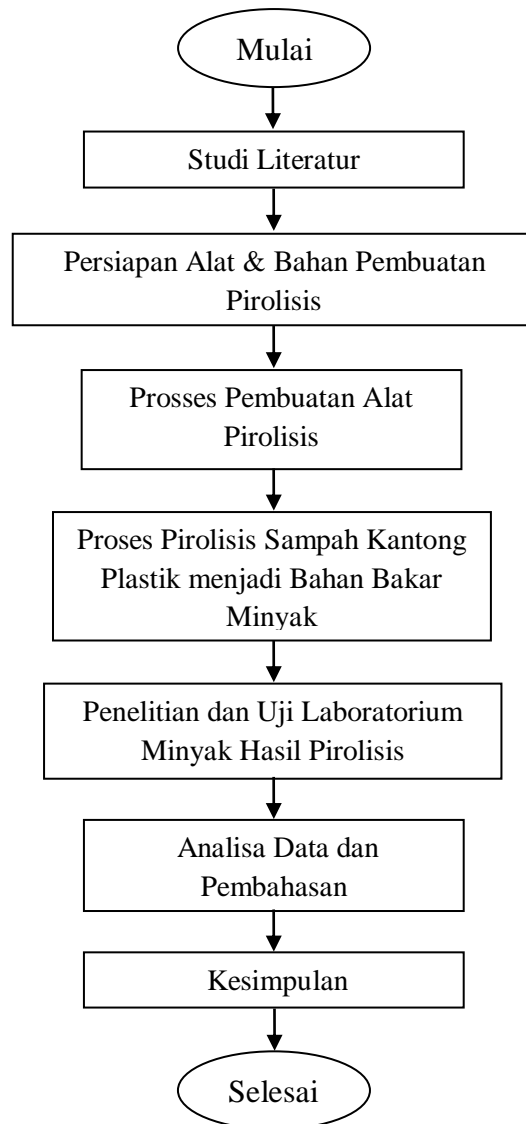 Mulai
Studi Literatur
Persiapan Alat & Bahan Pembuatan
Pirolisis
Prosses Pembuatan Alat
Pirolisis
Proses Pirolisis Sampah Kantong
Plastik menjadi Bahan Bakar
Minyak
Penelitian dan Uji Laboratorium
Minyak Hasil Pirolisis
Analisa Data dan
Pembahasan
Kesimpulan
Selesai